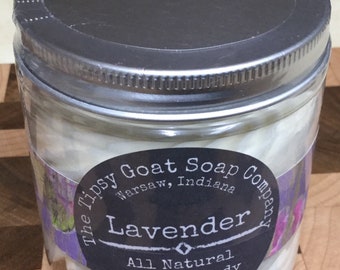 The Tipsy Goat Soap Company
Warsaw, Indiana
Lavender
All Natural